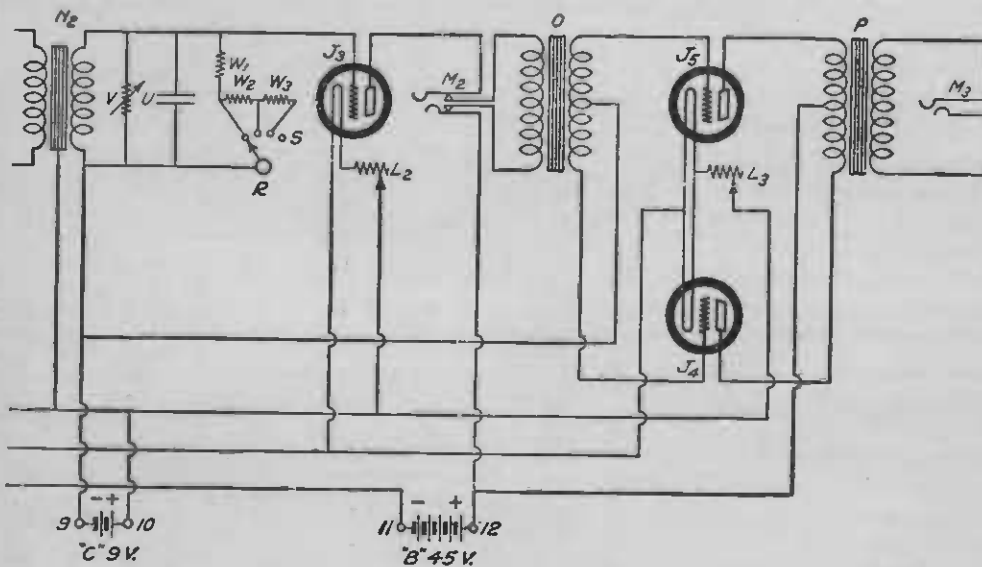 N2
O
P
J3
J5
W1
W2
W3
M2
M3
V
U
S
R
L2
L3
J4
- +
- +
9
10
11
12
"C" 9 V.
"B" 45 V.